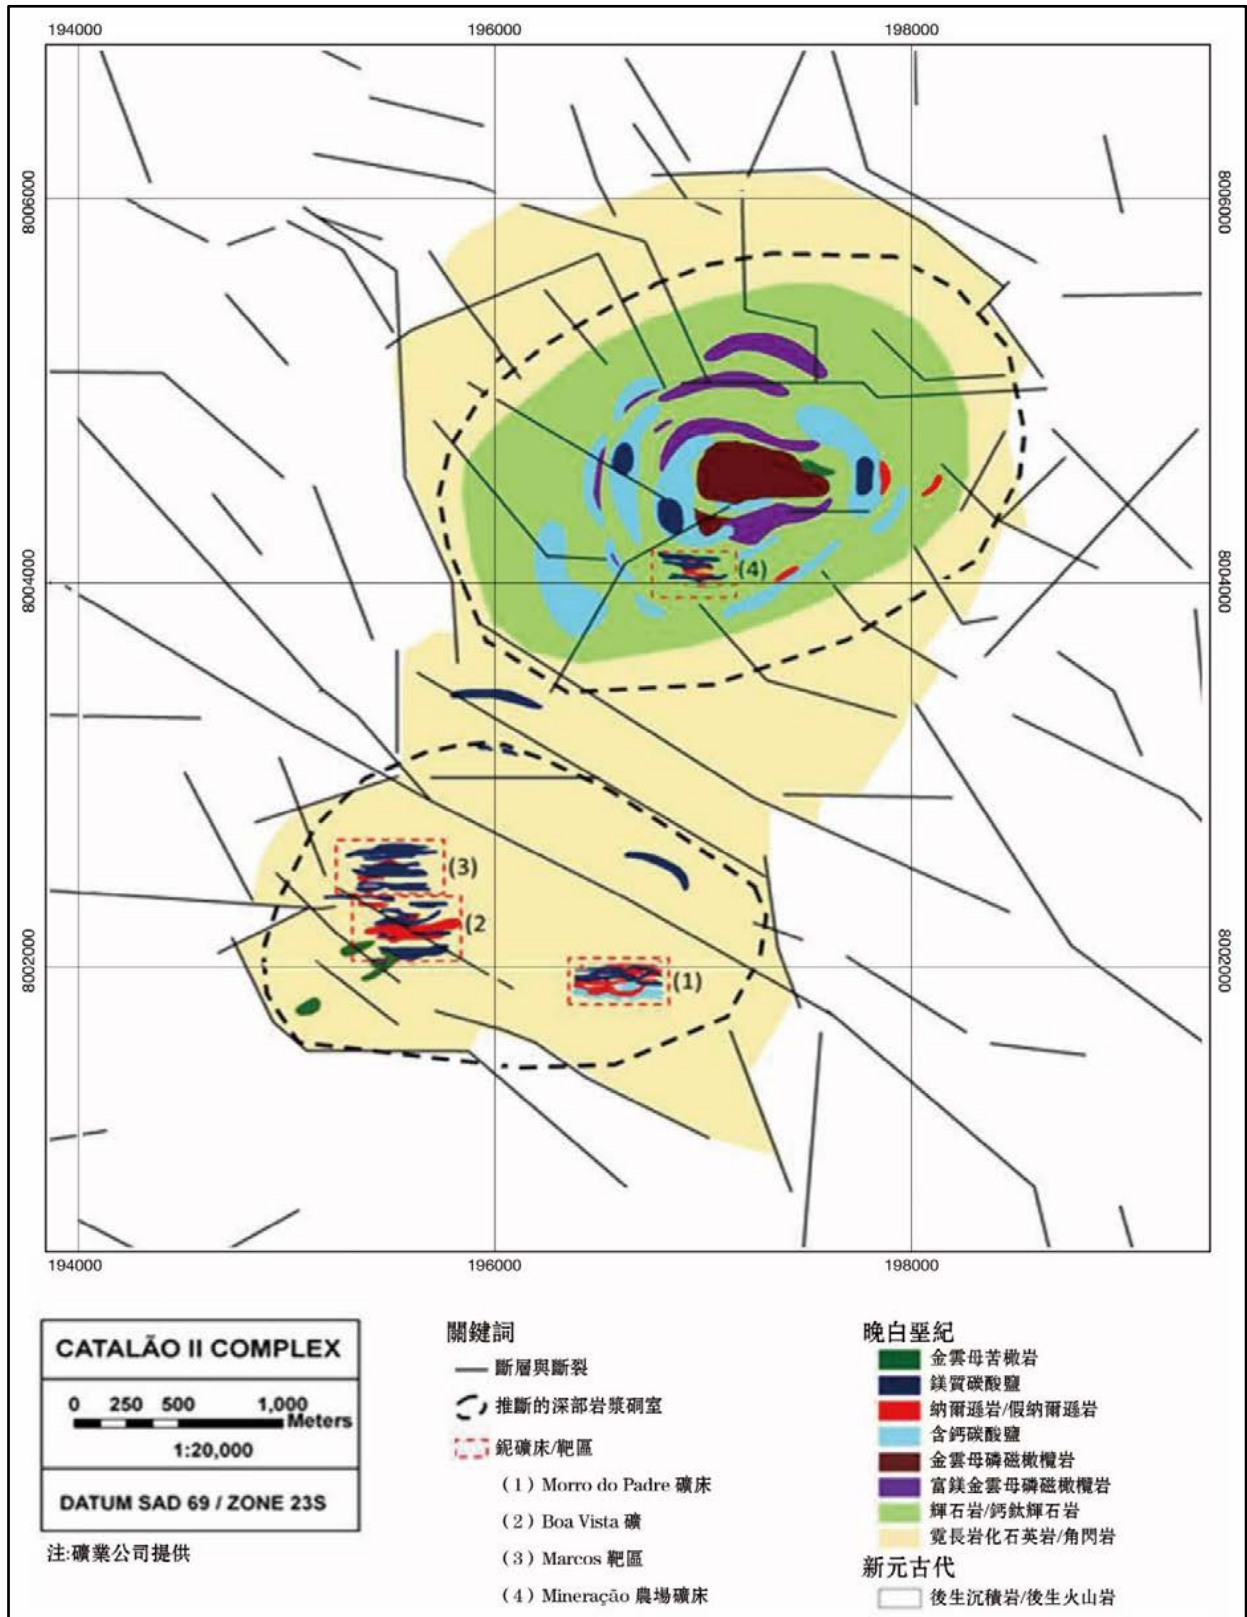 194000 196000 198000
8006000 8006000
8004000 8004000
8002000 8002000
(4)
(3)
(2
(1)
194000 196000 198000
CATALÃO II COMPLEX
0 250 500 1,000
Meters
1:20,000
DATUM SAD 69 / ZONE 23S
注:礦業公司提供
關鍵詞
斷層與斷裂
推斷的深部岩漿硐室
鈮礦床/靶區
(1) Morro do Padre 礦床
(2) Boa Vista 礦
(3) Marcos 靶區
(4) Mineração 農場礦床
晚白堊紀
金雲母苦橄岩
鎂質碳酸鹽
納爾遜岩/假納爾遜岩
含鈣碳酸鹽
金雲母磷磁橄欖岩
富鎂金雲母磷磁橄欖岩
輝石岩/鈣鈦輝石岩
霓長岩化石英岩/角閃岩
新元古代
後生沉積岩/後生火山岩